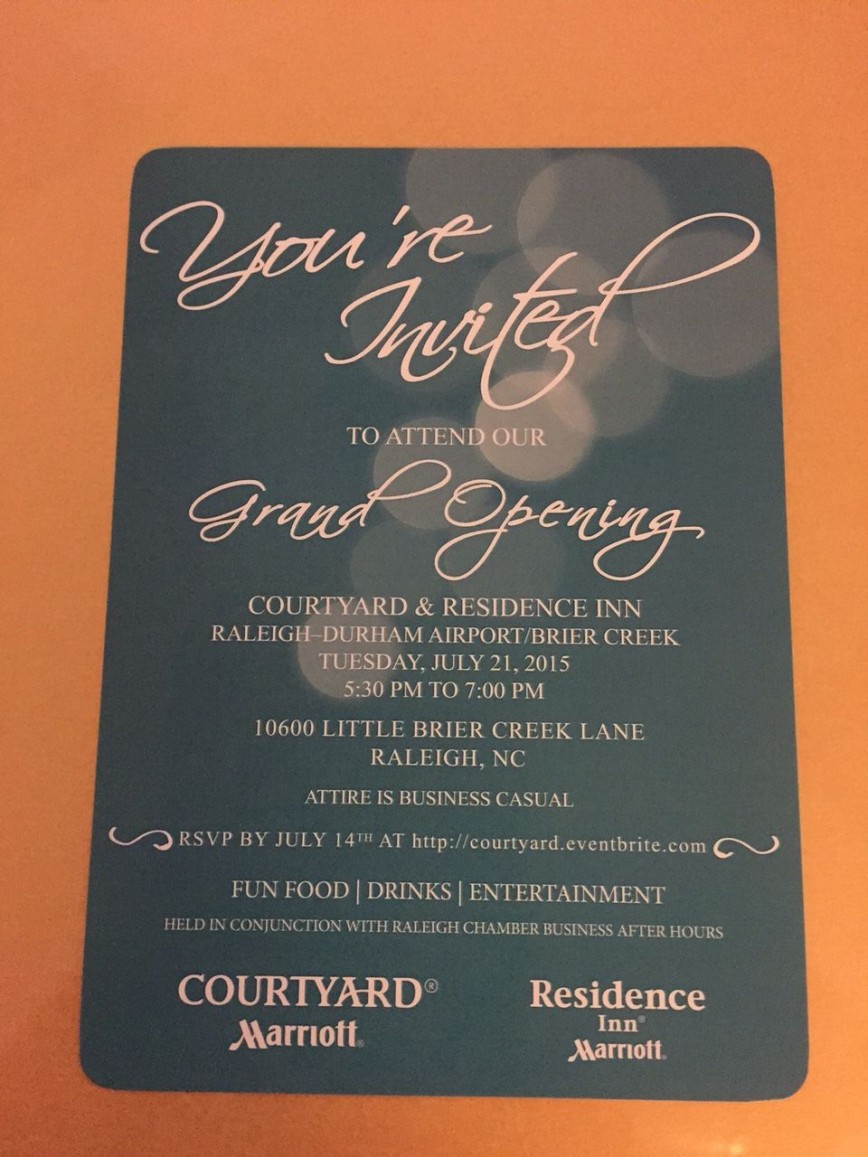 You're
Invited
TO ATTEND OUR
Grand Opening
COURTYARD & RESIDENCE INN
RALEIGH–DURHAM AIRPORT/BRIER CREEK
TUESDAY, JULY 21, 2015
5:30 PM TO 7:00 PM
10600 LITTLE BRIER CREEK LANE
RALEIGH, NC
ATTIRE IS BUSINESS CASUAL
RSVP BY JULY 14TH AT http://courtyard.eventbrite.com
FUN FOOD | DRINKS | ENTERTAINMENT
HELD IN CONJUNCTION WITH RALEIGH CHAMBER BUSINESS AFTER HOURS
COURTYARD®
Marriott®
Residence
Inn®
Marriott®